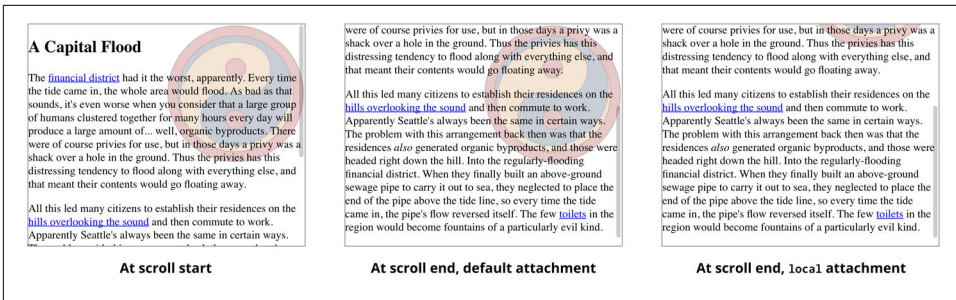 A Capital Flood
The financial district had it the worst, apparently. Every time
the tide came in, the whole area would flood. As bad as that
sounds, it's even worse when you consider that a large group
of humans clustered together for many hours every day will
produce a large amount of... well, organic byproducts. There
were of course privies for use, but in those days a privy was a
shack over a hole in the ground. Thus the privies has this
distressing tendency to flood along with everything else, and
that meant their contents would go floating away.
All this led many citizens to establish their residences on the
hills overlooking the sound and then commute to work.
Apparently Seattle's always been the same in certain ways.
At scroll start
were of course privies for use, but in those days a privy was a
shack over a hole in the ground. Thus the privies has this
distressing tendency to flood along with everything else, and
that meant their contents would go floating away.
All this led many citizens to establish their residences on the
hills overlooking the sound and then commute to work.
Apparently Seattle's always been the same in certain ways.
The problem with this arrangement back then was that the
residences also generated organic byproducts, and those were
headed right down the hill. Into the regularly-flooding
financial district. When they finally built an above-ground
sewage pipe to carry it out to sea, they neglected to place the
end of the pipe above the tide line, so every time the tide
came in, the pipe's flow reversed itself. The few toilets in the
region would become fountains of a particularly evil kind.
At scroll end, default attachment
were of course privies for use, but in those days a privy was a
shack over a hole in the ground. Thus the privies has this
distressing tendency to flood along with everything else, and
that meant their contents would go floating away.
All this led many citizens to establish their residences on the
hills overlooking the sound and then commute to work.
Apparently Seattle's always been the same in certain ways.
The problem with this arrangement back then was that the
residences also generated organic byproducts, and those were
headed right down the hill. Into the regularly-flooding
financial district. When they finally built an above-ground
sewage pipe to carry it out to sea, they neglected to place the
end of the pipe above the tide line, so every time the tide
came in, the pipe's flow reversed itself. The few toilets in the
region would become fountains of a particularly evil kind.
At scroll end, local attachment